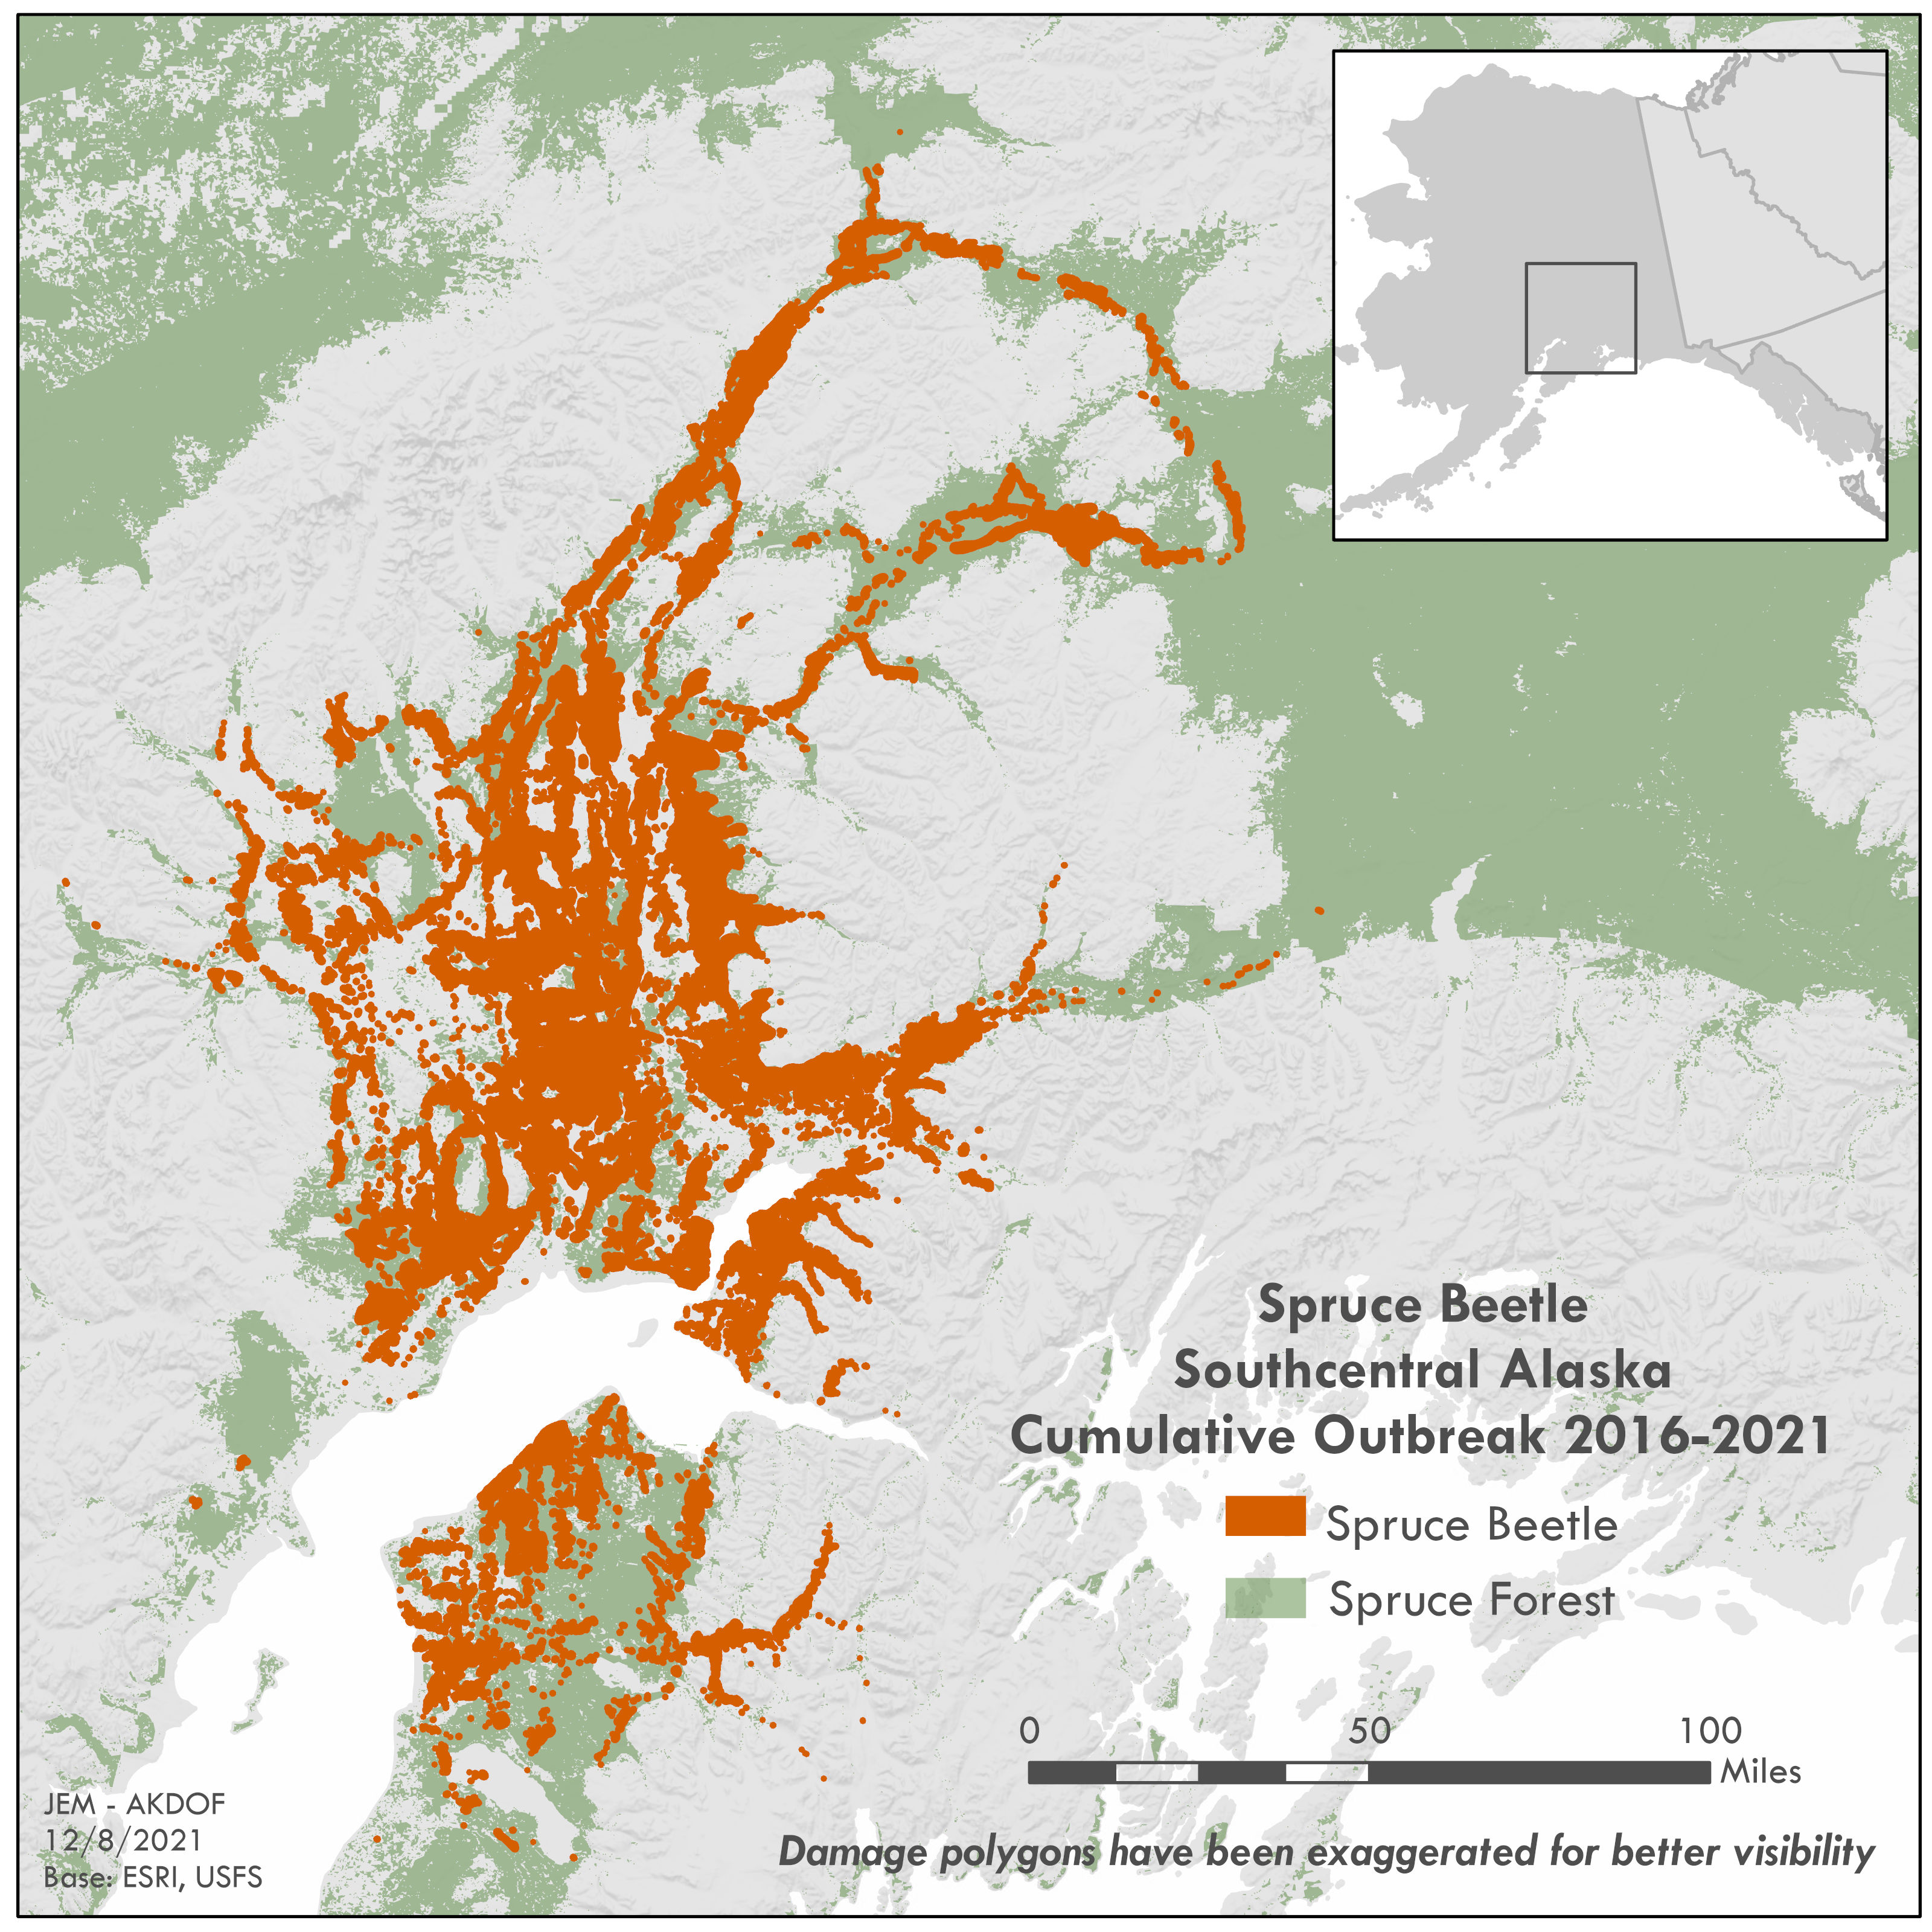 Spruce Beetle
Southcentral Alaska
Cumulative Outbreak 2016-2021
Spruce Beetle
Spruce Forest
0 50 100
Miles
JEM - AKDOF
12/8/2021
Base: ESRI, USFS
Damage polygons have been exaggerated for better visibility